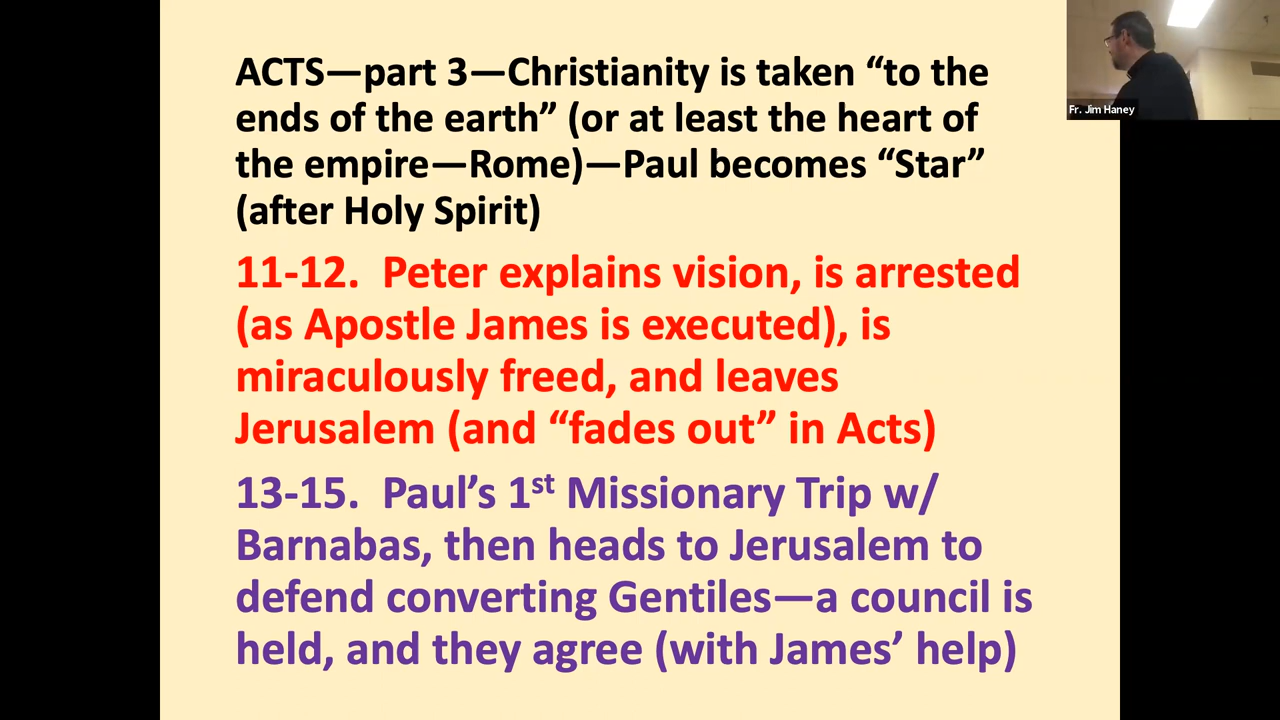 ACTS—part 3—Christianity is taken “to the
ends of the earth” (or at least the heart of
the empire—Rome)—Paul becomes “Star”
(after Holy Spirit)
11-12.  Peter explains vision, is arrested
(as Apostle James is executed), is
miraculously freed, and leaves
Jerusalem (and “fades out” in Acts)
13-15.  Paul’s 1st Missionary Trip w/
Barnabas, then heads to Jerusalem to
defend converting Gentiles—a council is
held, and they agree (with James’ help)
Fr. Jim Haney